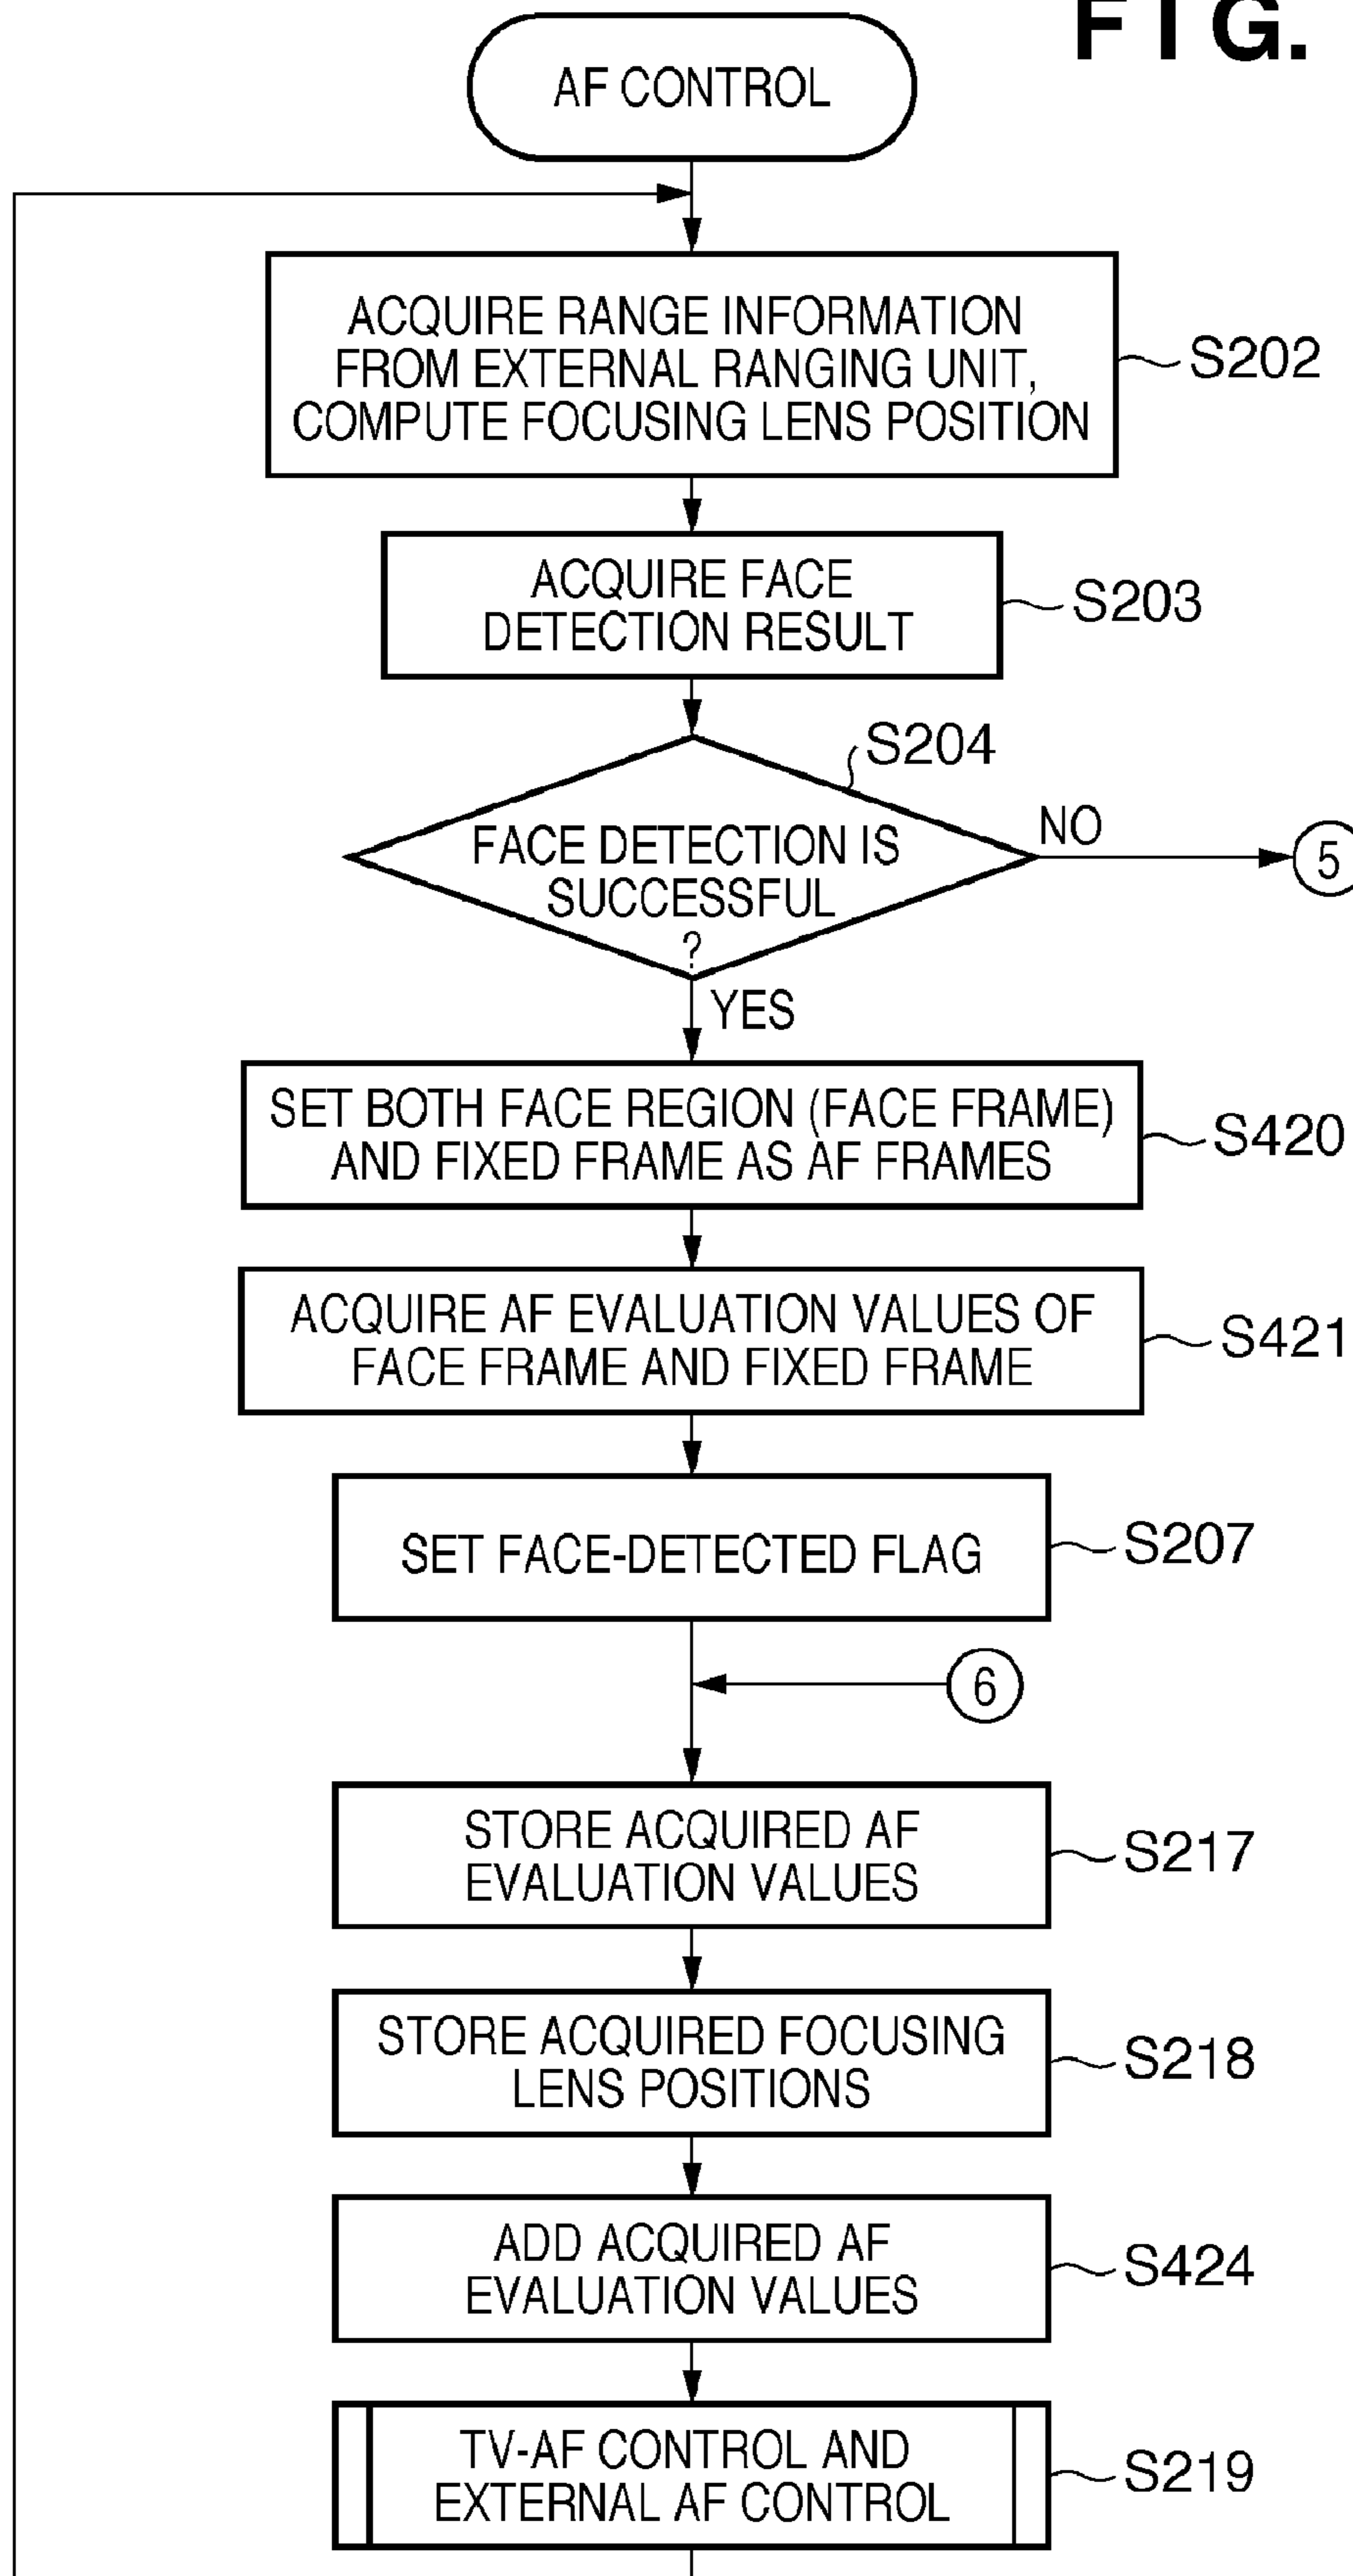 FIG.
AF CONTROL
ACQUIRE RANGE INFORMATION
FROM EXTERNAL RANGING UNIT,
COMPUTE FOCUSING LENS POSITION
S202
ACQUIRE FACE
DETECTION RESULT
S203
S204
FACE DETECTION IS
SUCCESSFUL
?
NO
5
YES
SET BOTH FACE REGION (FACE FRAME)
AND FIXED FRAME AS AF FRAMES
S420
ACQUIRE AF EVALUATION VALUES OF
FACE FRAME AND FIXED FRAME
S421
SET FACE-DETECTED FLAG
S207
6
STORE ACQUIRED AF
EVALUATION VALUES
S217
STORE ACQUIRED FOCUSING
LENS POSITIONS
S218
ADD ACQUIRED AF
EVALUATION VALUES
S424
TV-AF CONTROL AND
EXTERNAL AF CONTROL
S219